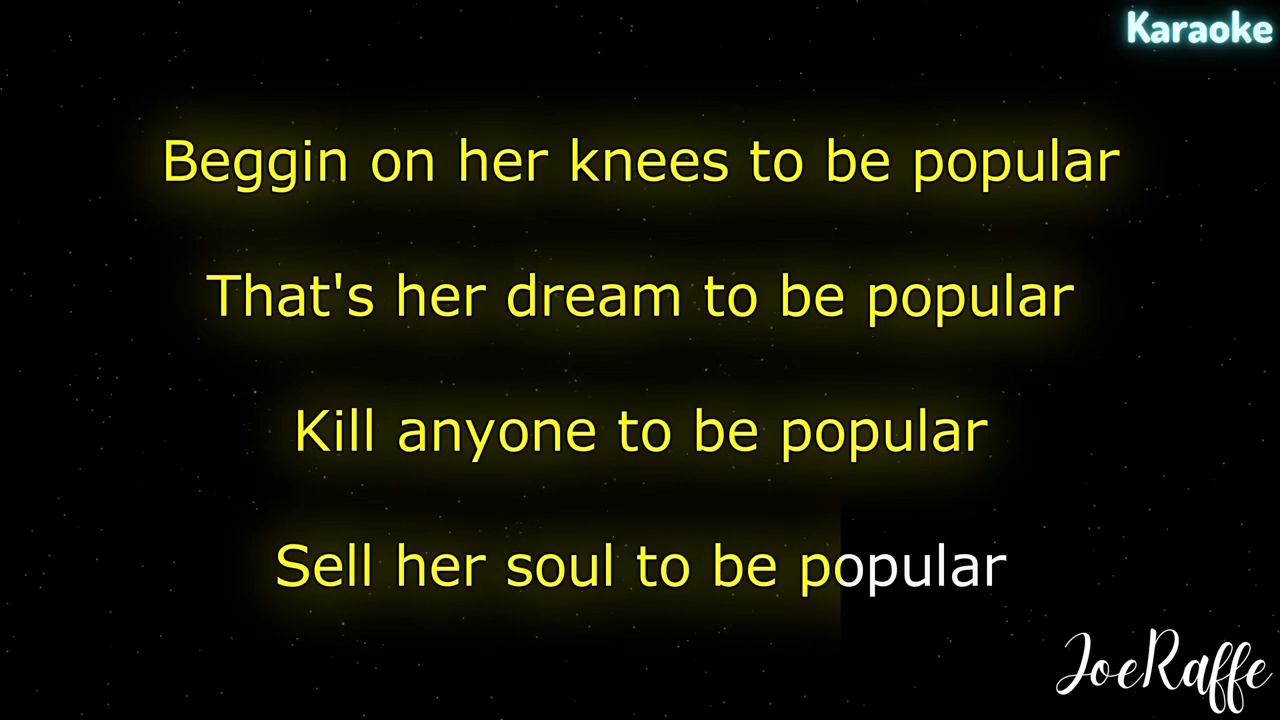 Karaoke
Beggin on her knees to be popular
That's her dream to be popular
Kill anyone to be popular
Sell her soul to be popular
JoeRaffe